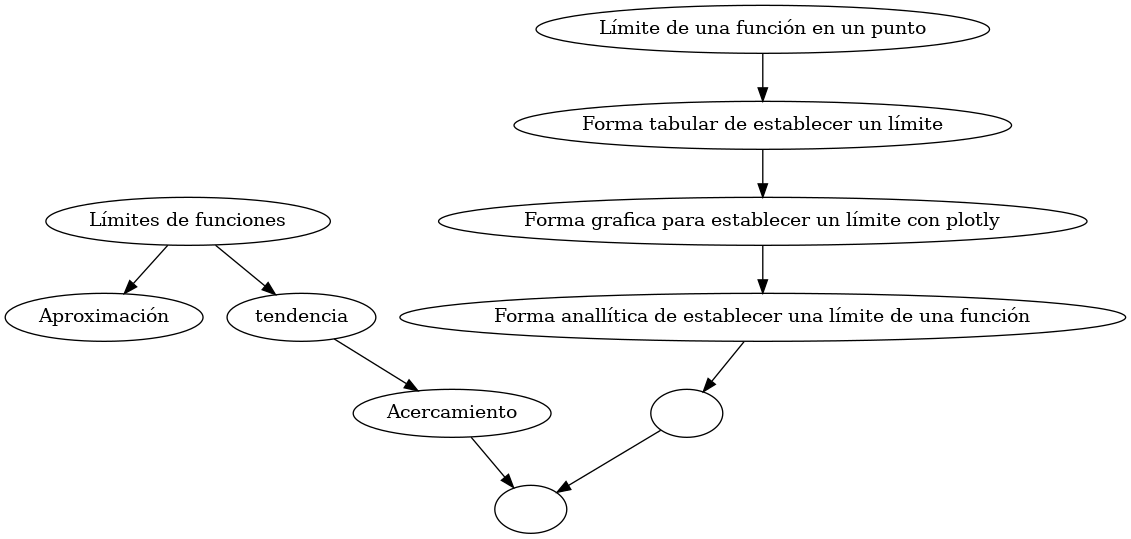 Límite de una función en un punto
Forma tabular de establecer un límite
Límites de funciones
Forma grafica para establecer un límite con plotly
Aproximación
tendencia
Forma anallítica de establecer una límite de una función
Acercamiento